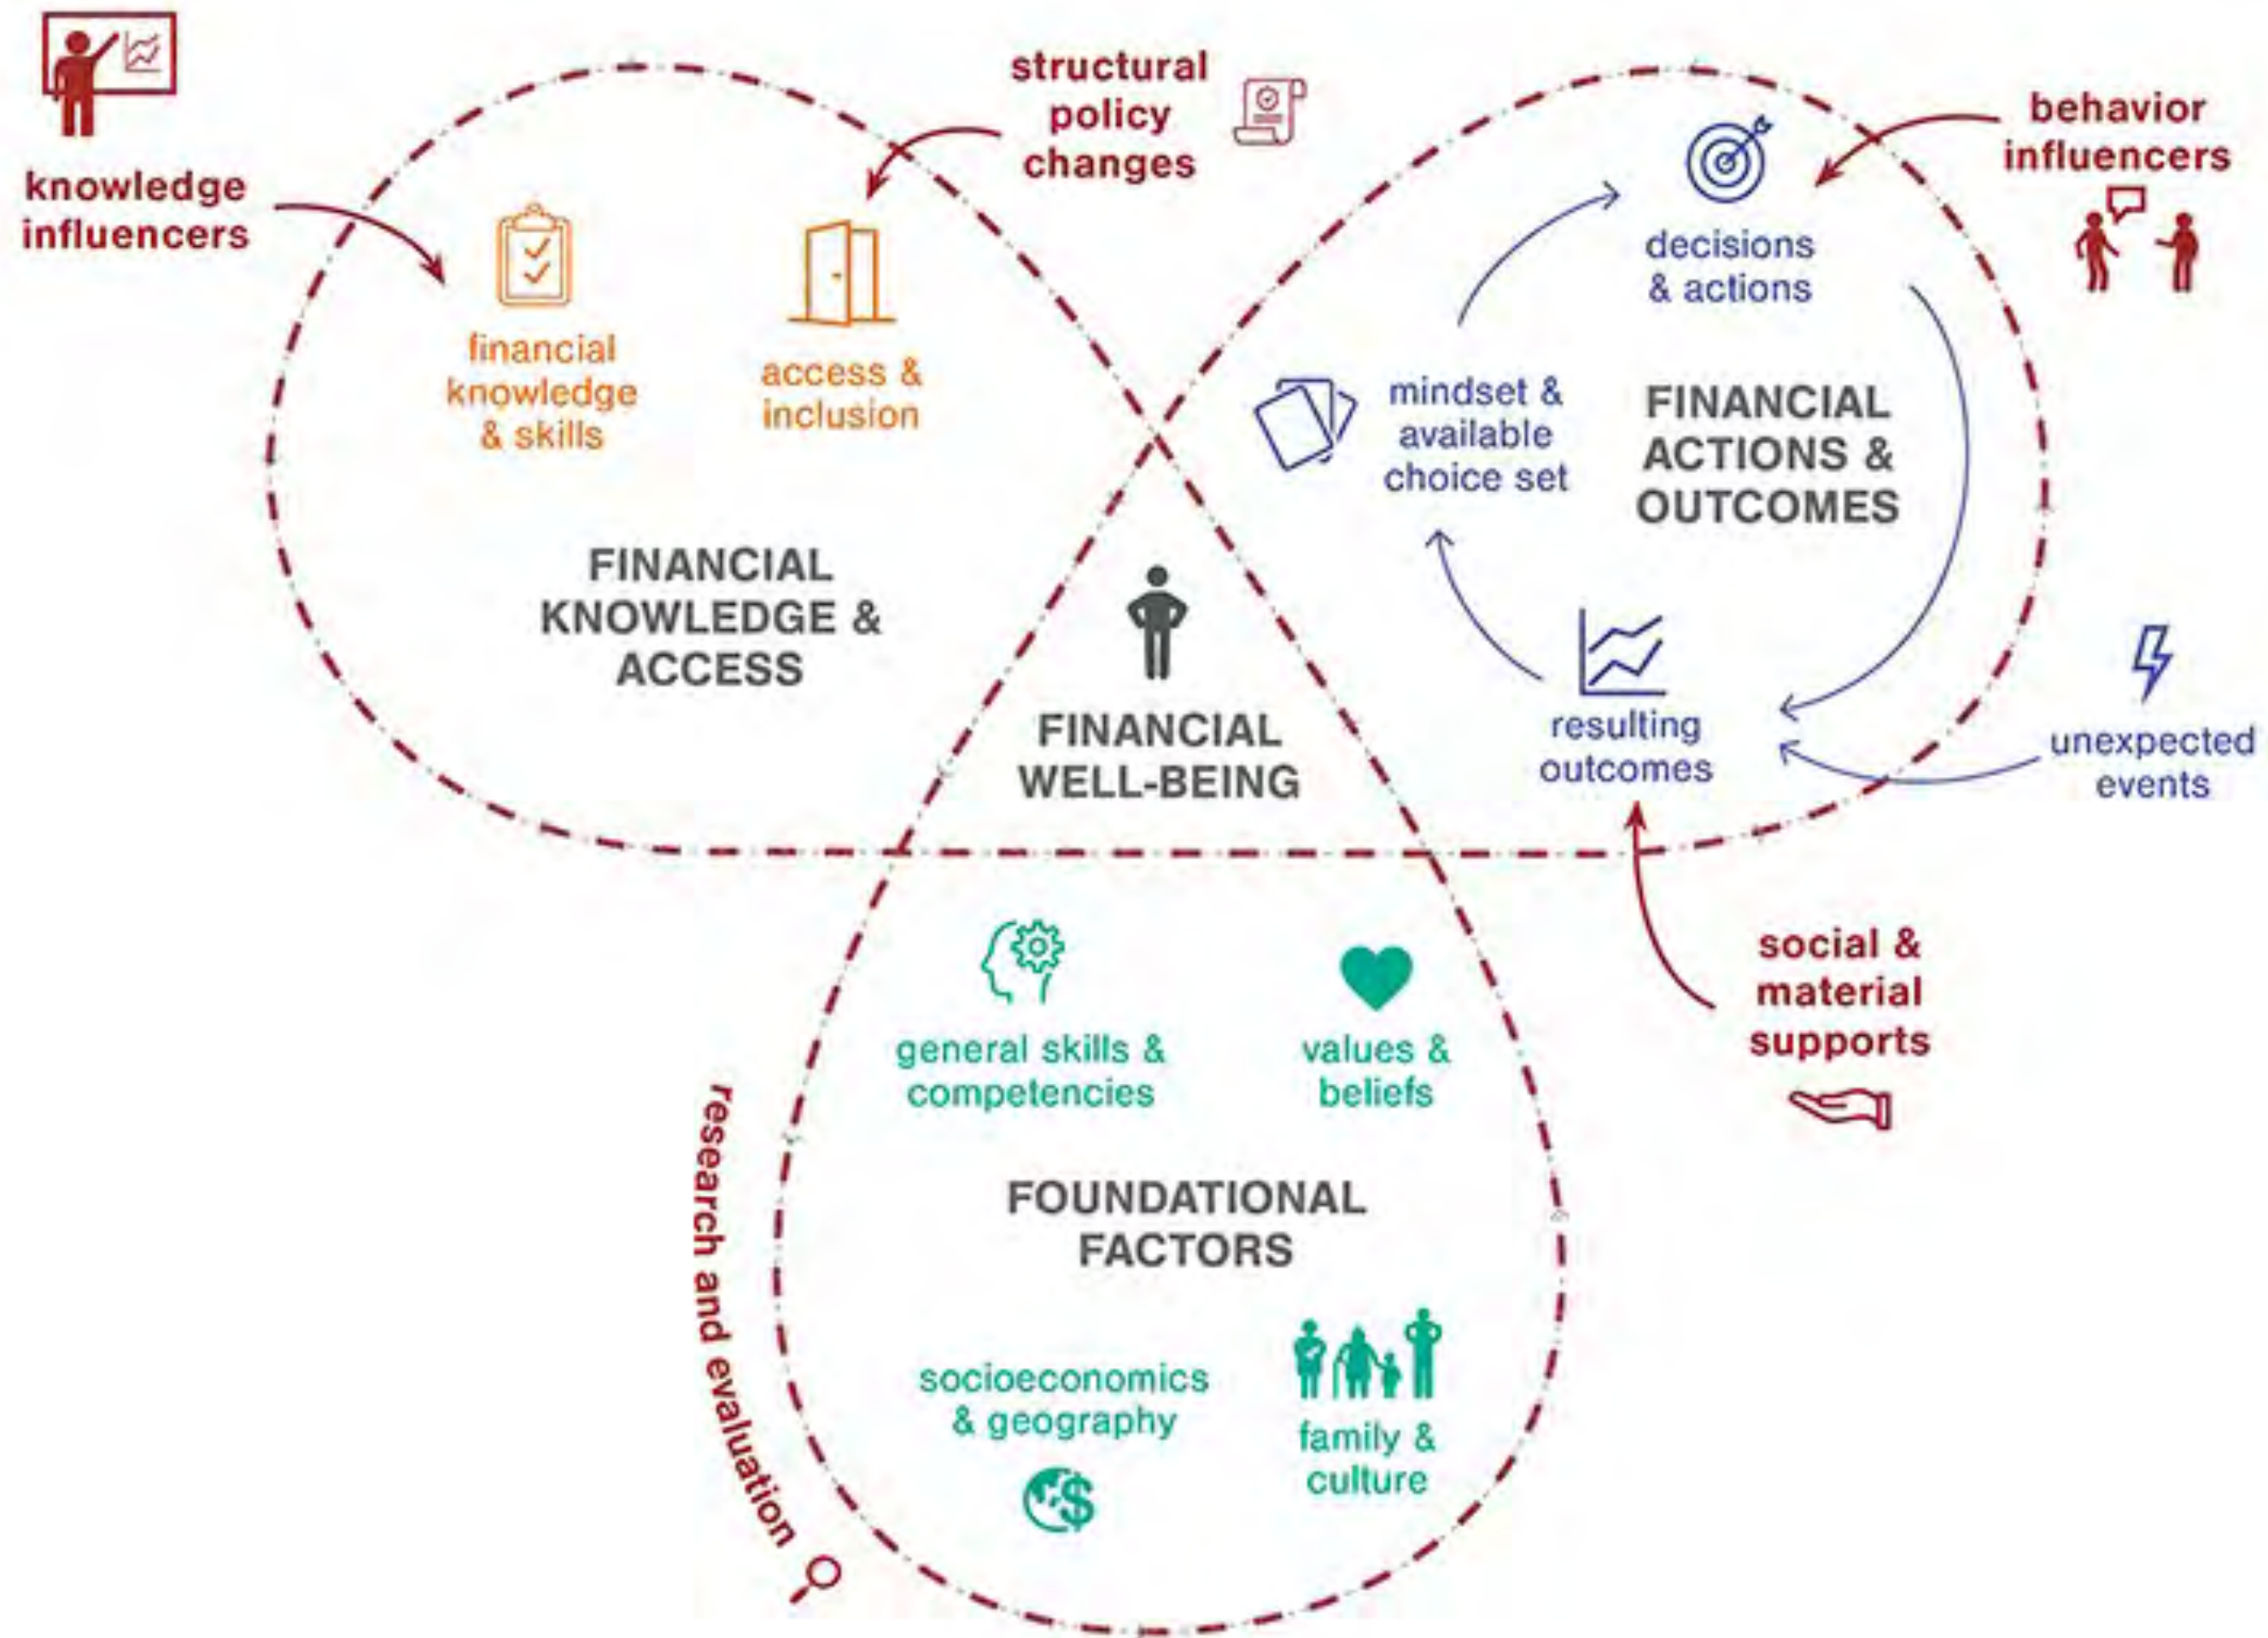 knowledge
influencers
structural
policy
changes
behavior
influencers
financial
knowledge
& skills
access &
inclusion
FINANCIAL
KNOWLEDGE &
ACCESS
decisions
& actions
mindset &
available
choice set
FINANCIAL
ACTIONS &
OUTCOMES
resulting
outcomes
unexpected
events
FINANCIAL
WELL-BEING
social &
material
supports
general skills &
competencies
values &
beliefs
FOUNDATIONAL
FACTORS
socioeconomics
& geography
$
family &
culture
research and evaluation